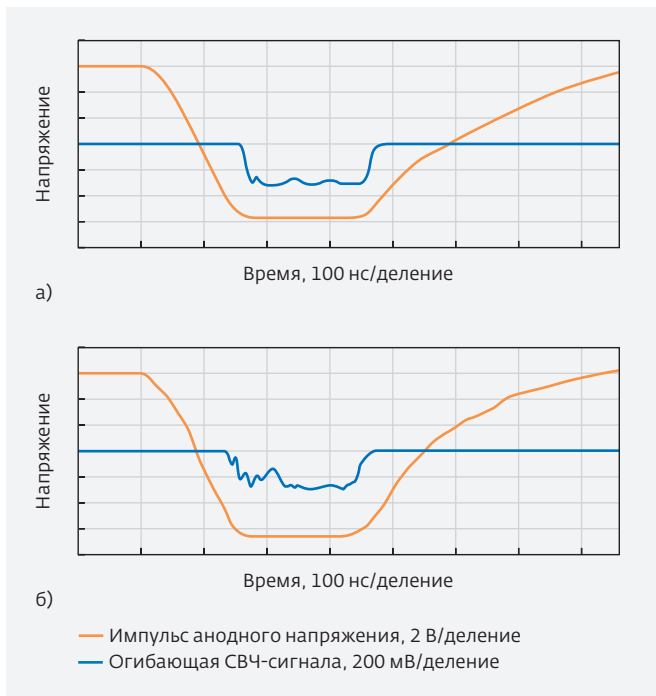 Напряжение
Время, 100 нс/деление
а)
Напряжение
Время, 100 нс/деление
б)
Импульс анодного напряжения, 2 В/деление
Огибающая СВЧ-сигнала, 200 мВ/деление